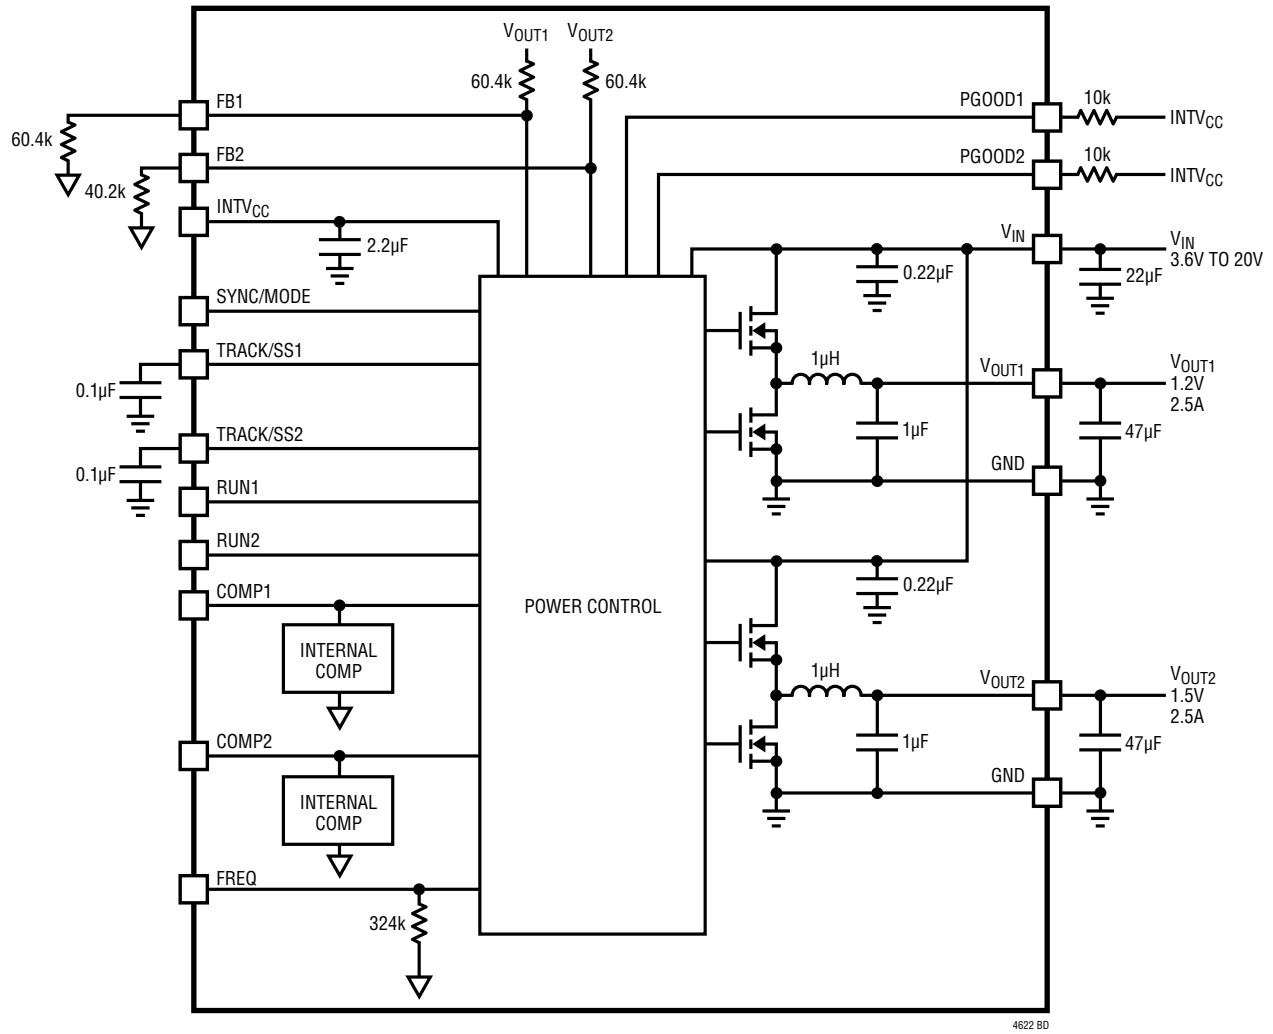 VOUT1
VOUT2
60.4k
60.4k
FB1
60.4k
FB2
40.2k
INTVCC
2.2µF
SYNC/MODE
TRACK/SS1
0.1µF
TRACK/SS2
0.1µF
RUN1
RUN2
COMP1
INTERNAL
COMP
COMP2
INTERNAL
COMP
FREQ
324k
POWER CONTROL
PGOOD1
10k
INTVCC
PGOOD2
10k
INTVCC
VIN
VIN
3.6V TO 20V
0.22µF
22µF
1µH
VOUT1
VOUT1
1.2V
2.5A
1µF
47µF
GND
0.22µF
1µH
VOUT2
VOUT2
1.5V
2.5A
1µF
47µF
GND
4622 BD